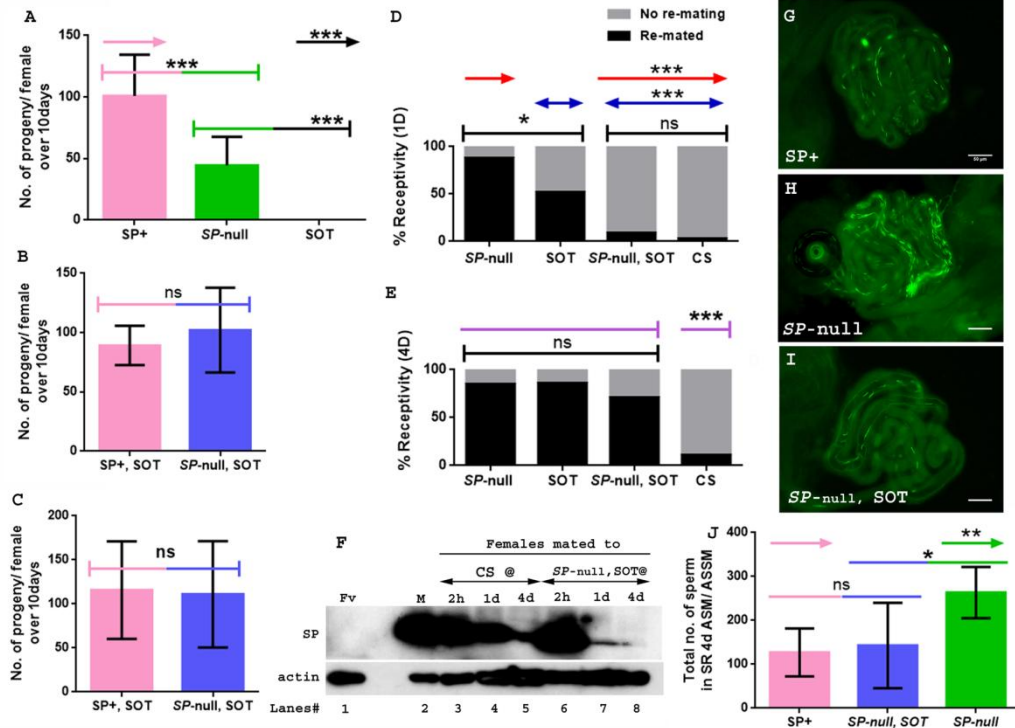 A
No. of progeny/ female
over 10days
150
100
50
0
***
***
***
SP+
SP-null
SOT
B
No. of progeny/ female
over 10days
150
100
50
0
ns
SP+, SOT
SP-null, SOT
C
No. of progeny/ female
over 10days
200
150
100
50
0
ns
SP+, SOT
SP-null, SOT
D
No re-mating
Re-mated
% Receptivity (1D)
100
50
0
*
***
***
ns
SP-null
SOT
SP-null, SOT
CS
E
% Receptivity (4D)
100
50
0
ns
***
SP-null
SOT
SP-null, SOT
CS
F
Females mated to
CS @
SP-null,SOT@
Fv
M
2h
1d
4d
2h
1d
4d
SP
actin
Lanes#
1
2
3
4
5
6
7
8
G
SP+
50 µm
H
SP-null
I
SP-null, SOT
J
Total no. of sperm
in SR 4d ASM/ ASSM
400
300
200
100
0
ns
*
**
SP+
SP-null, SOT
SP-null